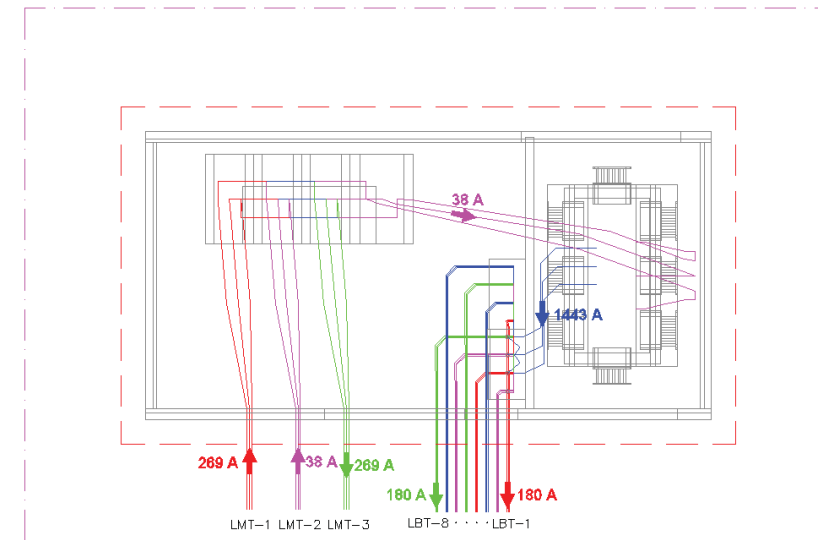 38 A
1443 A
269 A
38 A
269 A
180 A
180 A
LMT-1 LMT-2 LMT-3
LBT-8 · · · · LBT-1